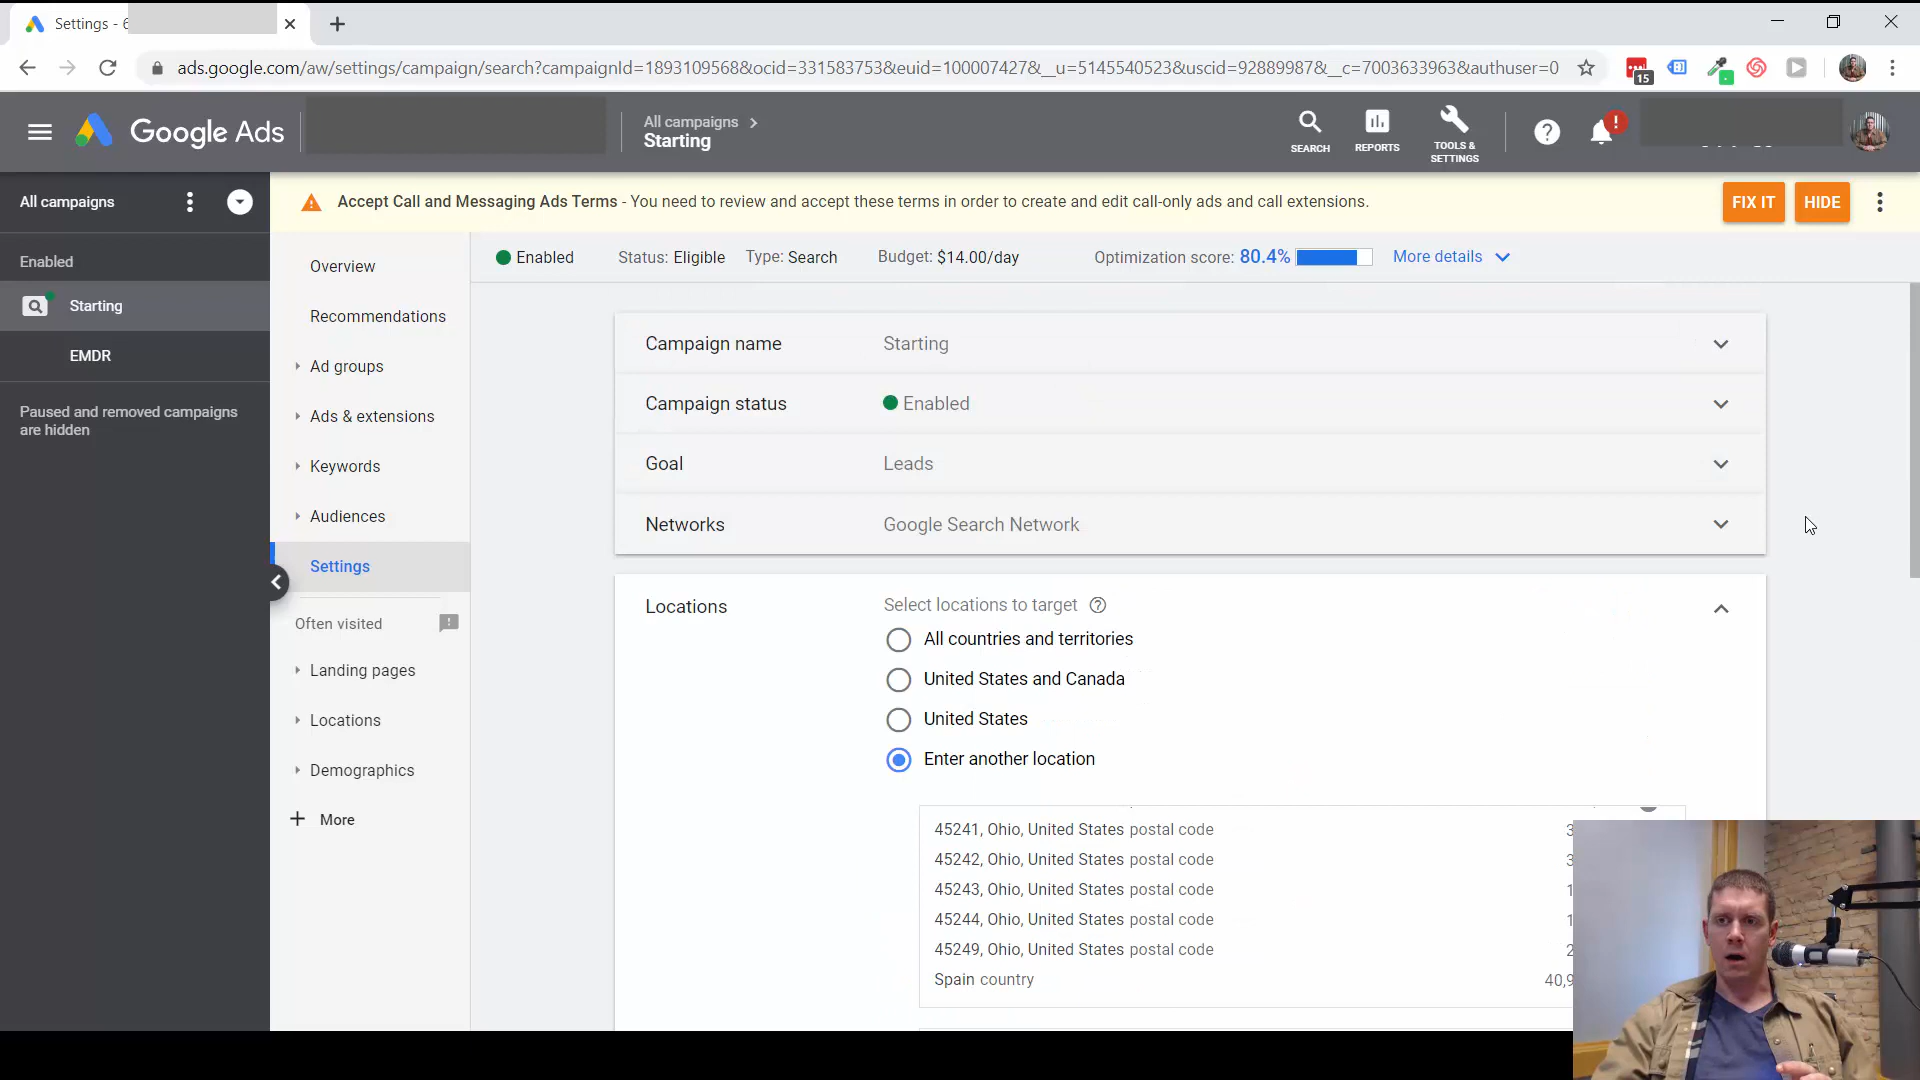 Settings - 6
ads.google.com/aw/settings/campaign/search?campaignId=1893109568&ocid=331583753&euid=100007427&__u=5145540523&uscid=92889987&__c=7003633963&authuser=0
15
Google Ads
All campaigns
Starting
SEARCH
REPORTS
TOOLS &
SETTINGS
All campaigns
Accept Call and Messaging Ads Terms - You need to review and accept these terms in order to create and edit call-only ads and call extensions.
FIX IT
HIDE
Enabled
Starting
EMDR
Paused and removed campaigns
are hidden
Overview
Recommendations
Ad groups
Ads & extensions
Keywords
Audiences
Settings
Often visited
Landing pages
Locations
Demographics
More
Enabled Status: Eligible Type: Search Budget: $14.00/day Optimization score: 80.4% More details
Campaign name Starting
Campaign status Enabled
Goal Leads
Networks Google Search Network
Locations Select locations to target
All countries and territories
United States and Canada
United States
Enter another location
45241, Ohio, United States postal code 3
45242, Ohio, United States postal code 3
45243, Ohio, United States postal code 1
45244, Ohio, United States postal code 1
45249, Ohio, United States postal code 2
Spain country 40,9